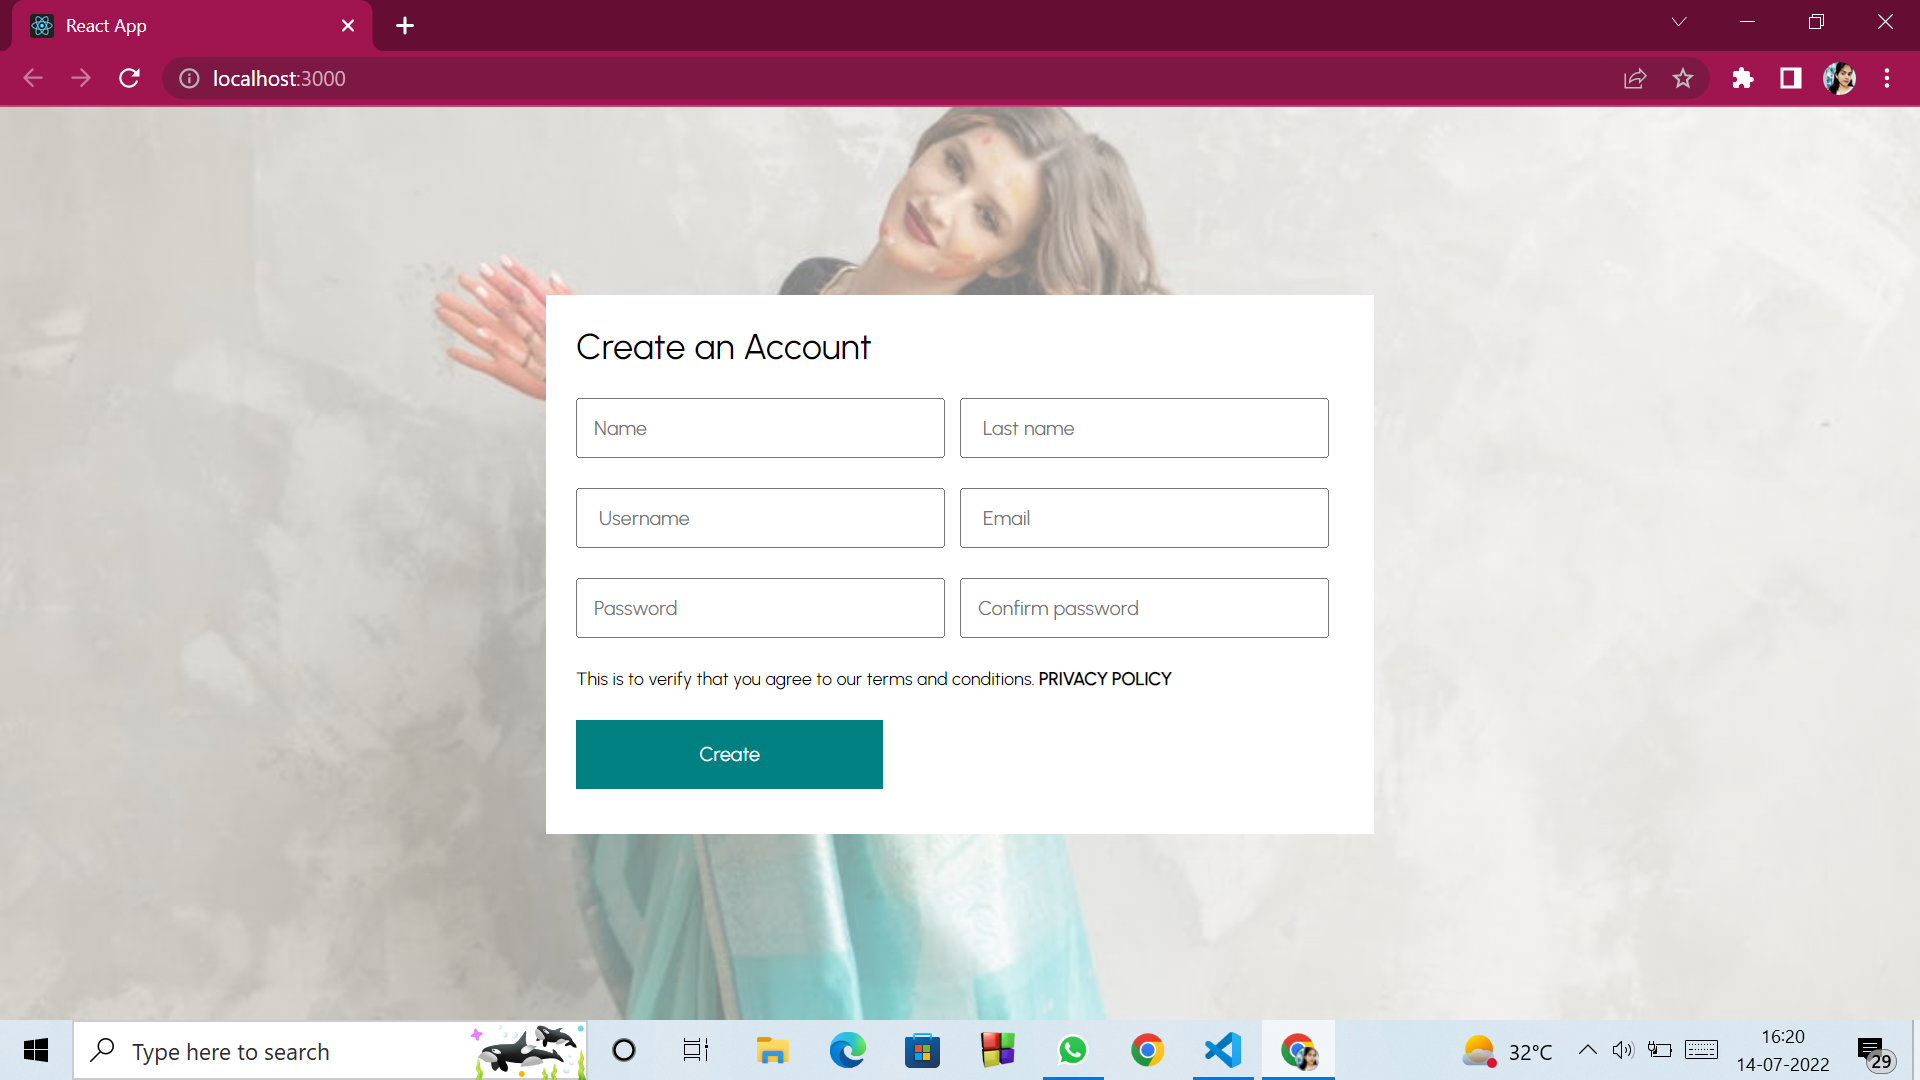 React App
localhost:3000
Create an Account
Name
Last name
Username
Email
Password
Confirm password
This is to verify that you agree to our terms and conditions. PRIVACY POLICY
Create
Type here to search
32°C
16:20
14-07-2022
29